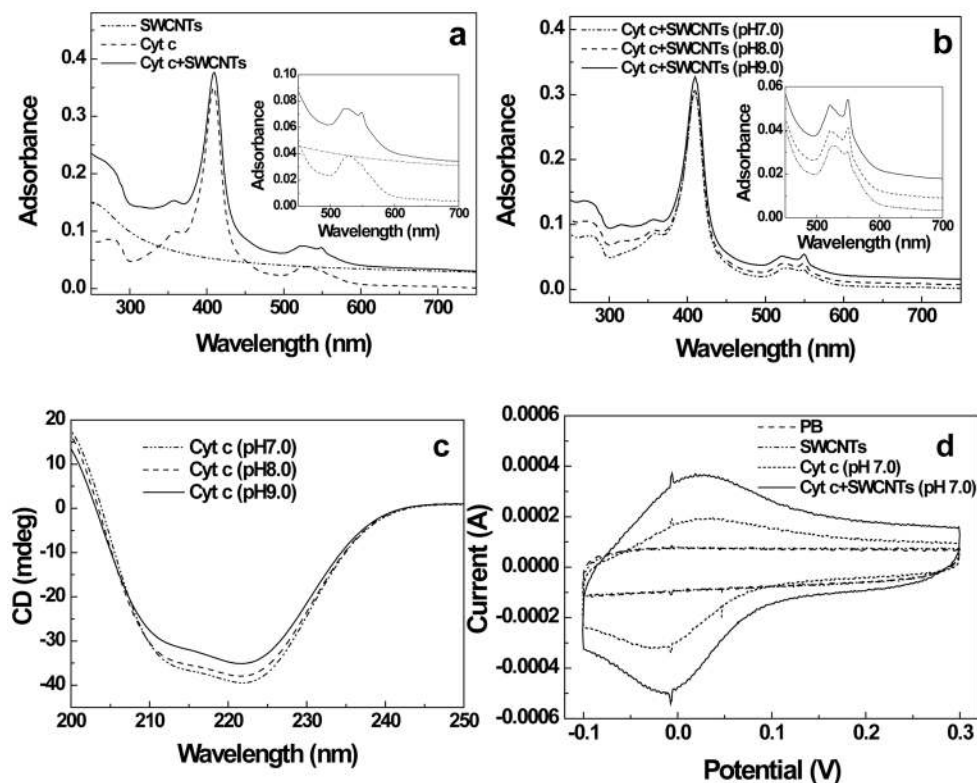 a
SWCNTs
Cyt c
Cyt c+SWCNTs
0.4
0.3
0.2
0.1
0.0
Adsorbance
300 400 500 600 700
Wavelength (nm)
0.10
0.08
0.06
0.04
0.02
0.00
Adsorbance
500 600 700
Wavelength (nm)
b
Cyt c+SWCNTs (pH7.0)
Cyt c+SWCNTs (pH8.0)
Cyt c+SWCNTs (pH9.0)
0.4
0.3
0.2
0.1
0.0
Adsorbance
300 400 500 600 700
Wavelength (nm)
0.06
0.04
0.02
0.00
Adsorbance
500 600 700
Wavelength (nm)
c
Cyt c (pH7.0)
Cyt c (pH8.0)
Cyt c (pH9.0)
20
10
0
-10
-20
-30
-40
CD (mdeg)
200 210 220 230 240 250
Wavelength (nm)
d
PB
SWCNTs
Cyt c (pH 7.0)
Cyt c+SWCNTs (pH 7.0)
0.0006
0.0004
0.0002
0.0000
-0.0002
-0.0004
-0.0006
Current (A)
-0.1 0.0 0.1 0.2 0.3
Potential (V)